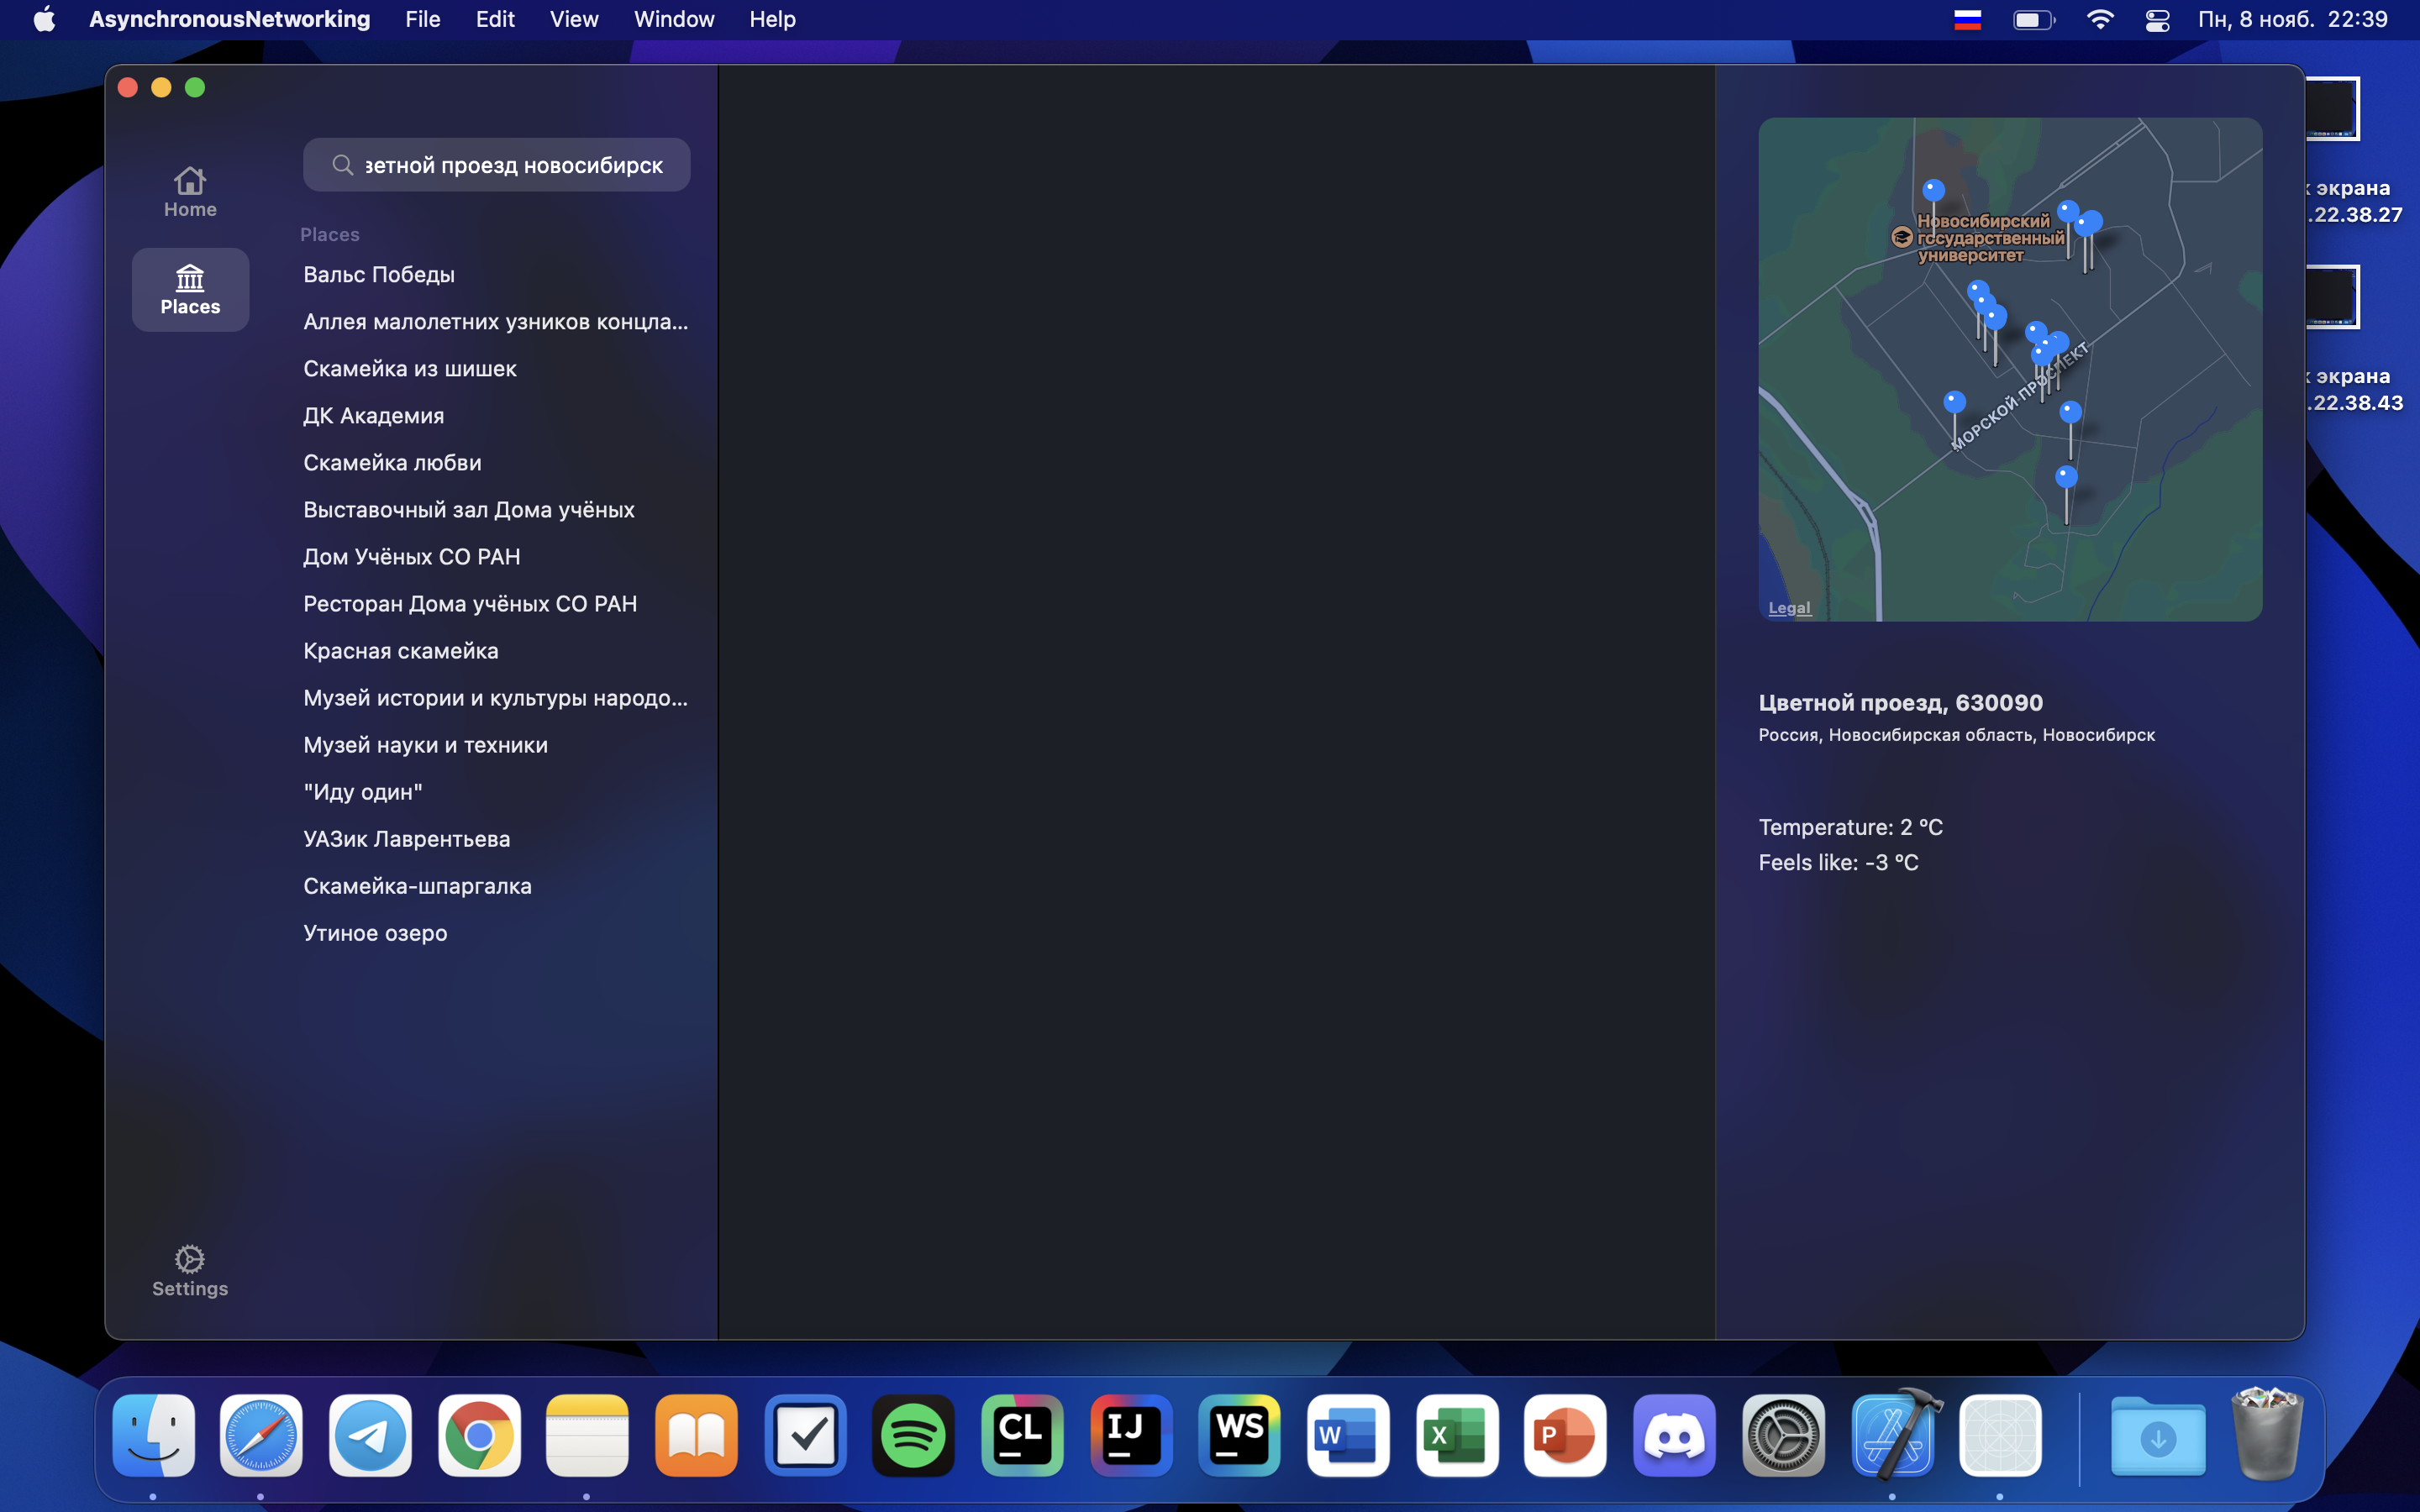 AsynchronousNetworking File Edit View Window Help
Пн, 8 нояб. 22:39
Home
Places
Settings
зетной проезд новосибирск
Places
Вальс Победы
Аллея малолетних узников концла...
Скамейка из шишек
ДК Академия
Скамейка любви
Выставочный зал Дома учёных
Дом Учёных СО РАН
Ресторан Дома учёных СО РАН
Красная скамейка
Музей истории и культуры народо...
Музей науки и техники
"Иду один"
УАЗик Лаврентьева
Скамейка-шпаргалка
Утиное озеро
Новосибирский
государственный
университет
МОРСКОЙ ПРОСПЕКТ
Legal
Цветной проезд, 630090
Россия, Новосибирская область, Новосибирск
Temperature: 2 °C
Feels like: -3 °C
экрана
.22.38.27
экрана
.22.38.43
CL
IJ
WS
W
X
P